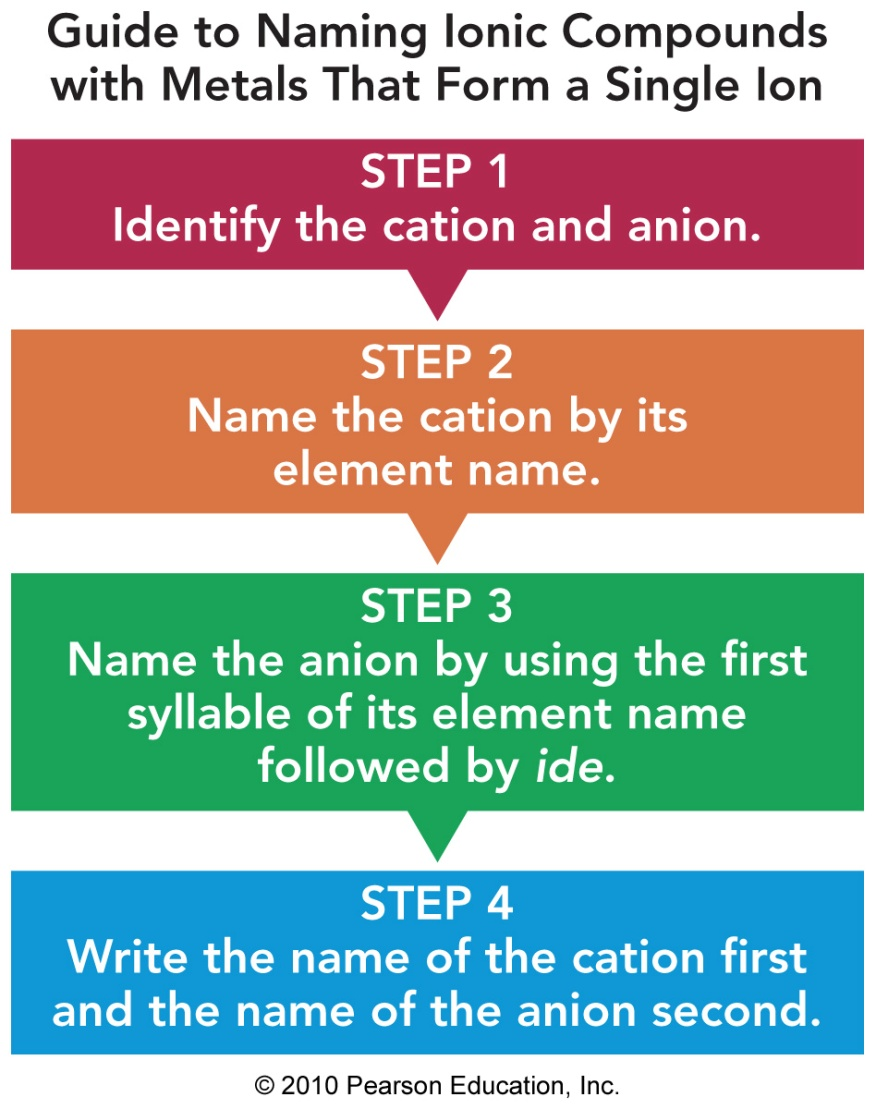 Guide to Naming Ionic Compounds
with Metals That Form a Single Ion
STEP 1
Identify the cation and anion.
STEP 2
Name the cation by its
element name.
STEP 3
Name the anion by using the first
syllable of its element name
followed by ide.
STEP 4
Write the name of the cation first
and the name of the anion second.
© 2010 Pearson Education, Inc.